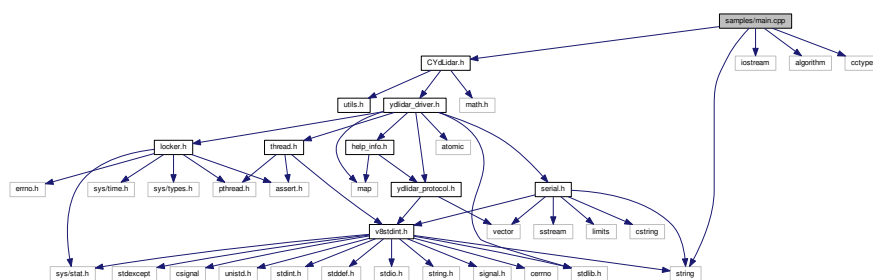 samples/main.cpp
CYdLidar.h
iostream
algorithm
cctype
utils.h
ydlidar_driver.h
math.h
locker.h
thread.h
help_info.h
atomic
errno.h
sys/time.h
sys/types.h
pthread.h
assert.h
map
ydlidar_protocol.h
serial.h
v8stdint.h
vector
sstream
limits
cstring
sys/stat.h
stdexcept
csignal
unistd.h
stdint.h
stddef.h
stdio.h
string.h
signal.h
cerrno
stdlib.h
string